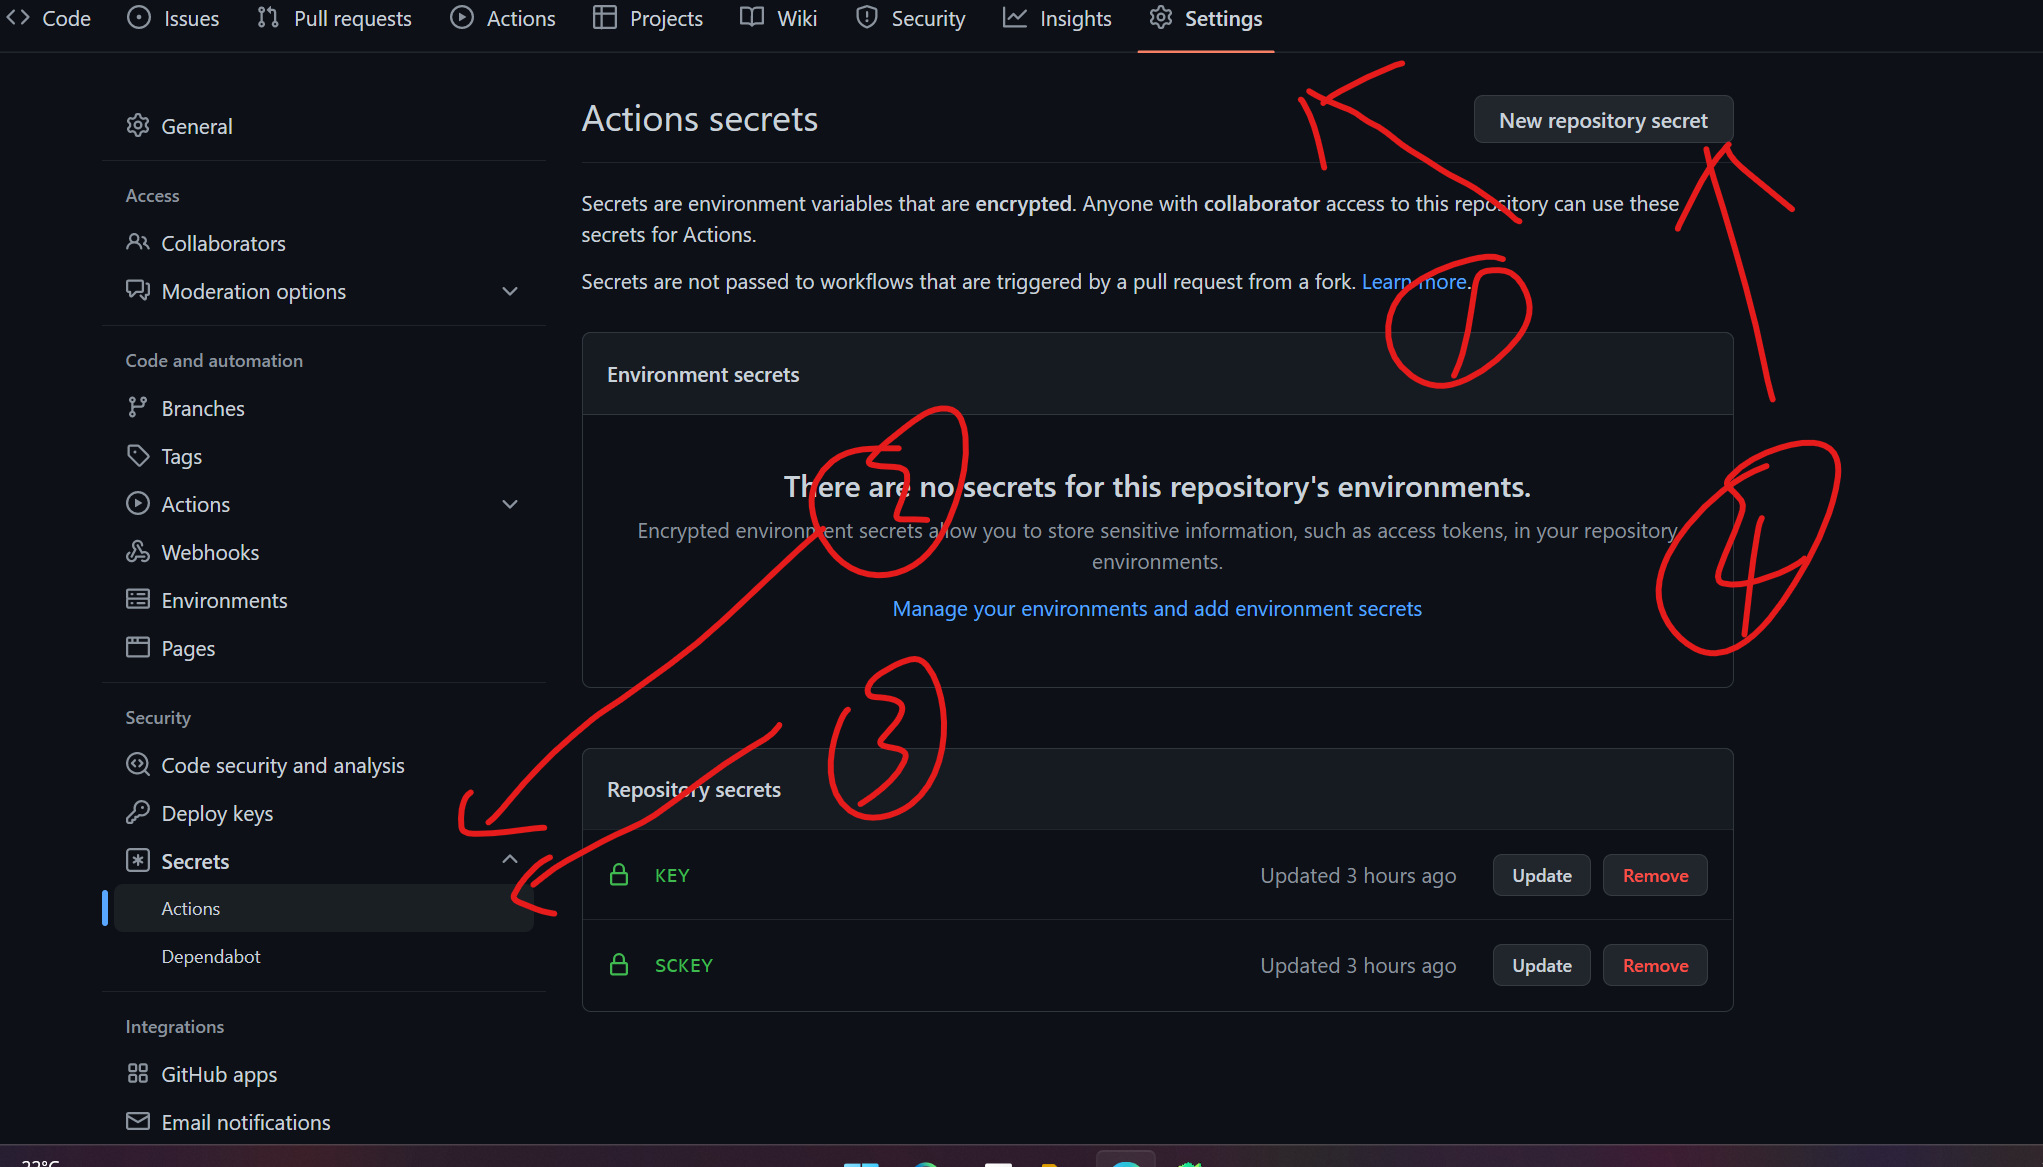 Code Issues Pull requests Actions Projects Wiki Security Insights Settings
General
Access
Collaborators
Moderation options
Code and automation
Branches
Tags
Actions
Webhooks
Environments
Pages
Security
Code security and analysis
Deploy keys
Secrets
Actions
Dependabot
Integrations
GitHub apps
Email notifications
Actions secrets
New repository secret
Secrets are environment variables that are encrypted. Anyone with collaborator access to this repository can use these
secrets for Actions.
Secrets are not passed to workflows that are triggered by a pull request from a fork. Learn more.
1
Environment secrets
2
There are no secrets for this repository's environments.
Encrypted environment secrets allow you to store sensitive information, such as access tokens, in your repository
environments.
Manage your environments and add environment secrets
4
3
Repository secrets
KEY Updated 3 hours ago Update Remove
SCKEY Updated 3 hours ago Update Remove